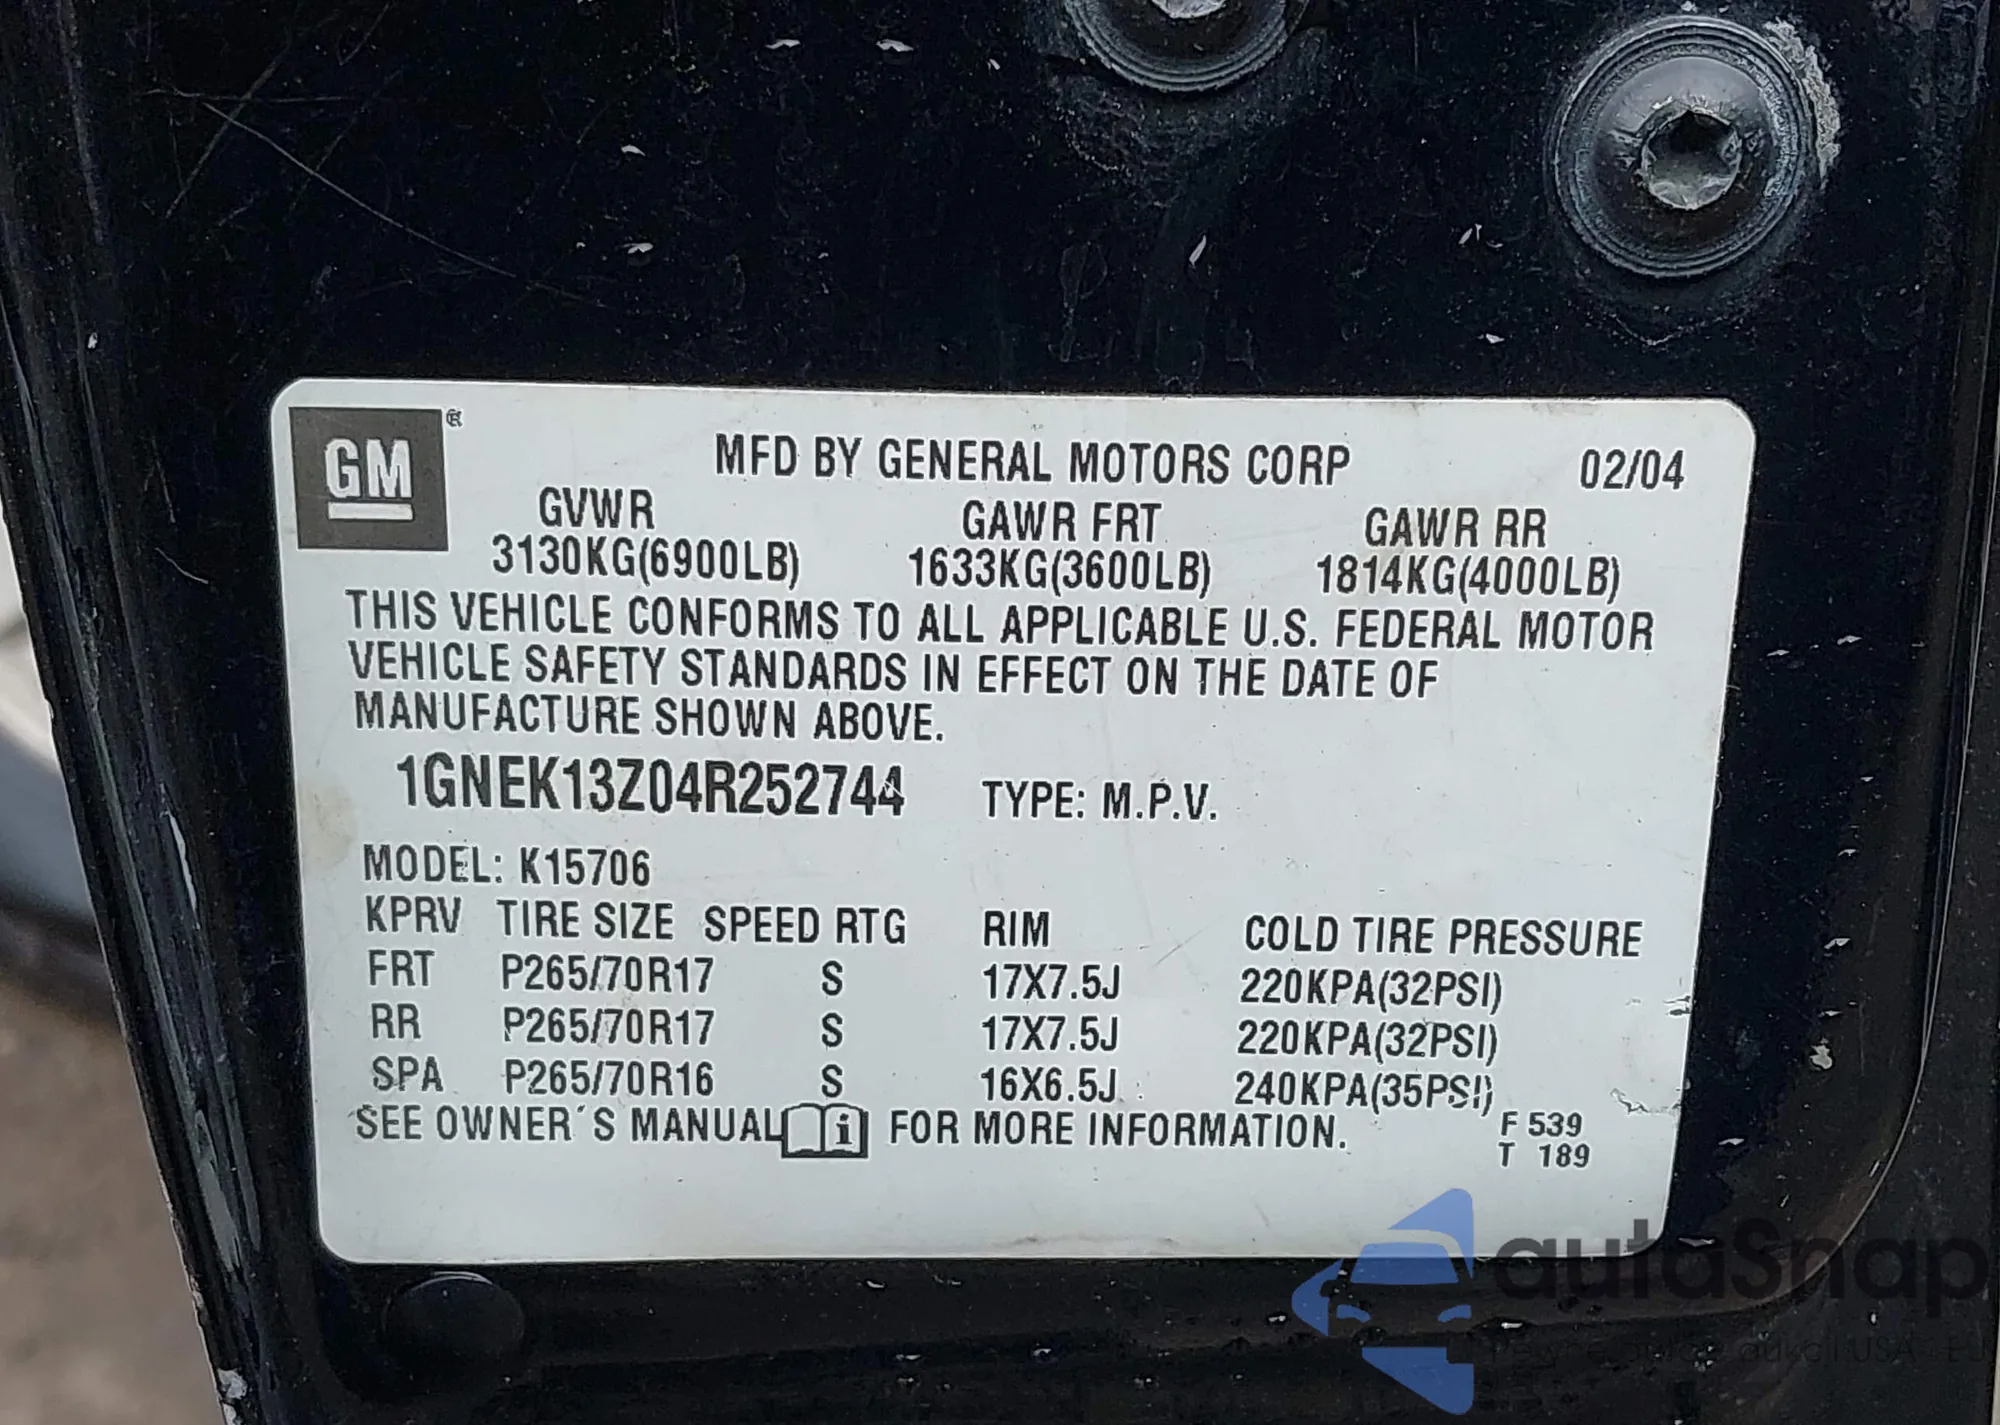 GM
MFD BY GENERAL MOTORS CORP 02/04
GVWR GAWR FRT GAWR RR
3130KG(6900LB) 1633KG(3600LB) 1814KG(4000LB)
THIS VEHICLE CONFORMS TO ALL APPLICABLE U.S. FEDERAL MOTOR
VEHICLE SAFETY STANDARDS IN EFFECT ON THE DATE OF
MANUFACTURE SHOWN ABOVE.
1GNEK13Z04R252744 TYPE: M.P.V.
MODEL: K15706
KPRV TIRE SIZE SPEED RTG RIM COLD TIRE PRESSURE
FRT P265/70R17 S 17X7.5J 220KPA(32PSI)
RR P265/70R17 S 17X7.5J 220KPA(32PSI)
SPA P265/70R16 S 16X6.5J 240KPA(35PSI)
SEE OWNER'S MANUAL i FOR MORE INFORMATION.
F 539
T 189
autaSnap